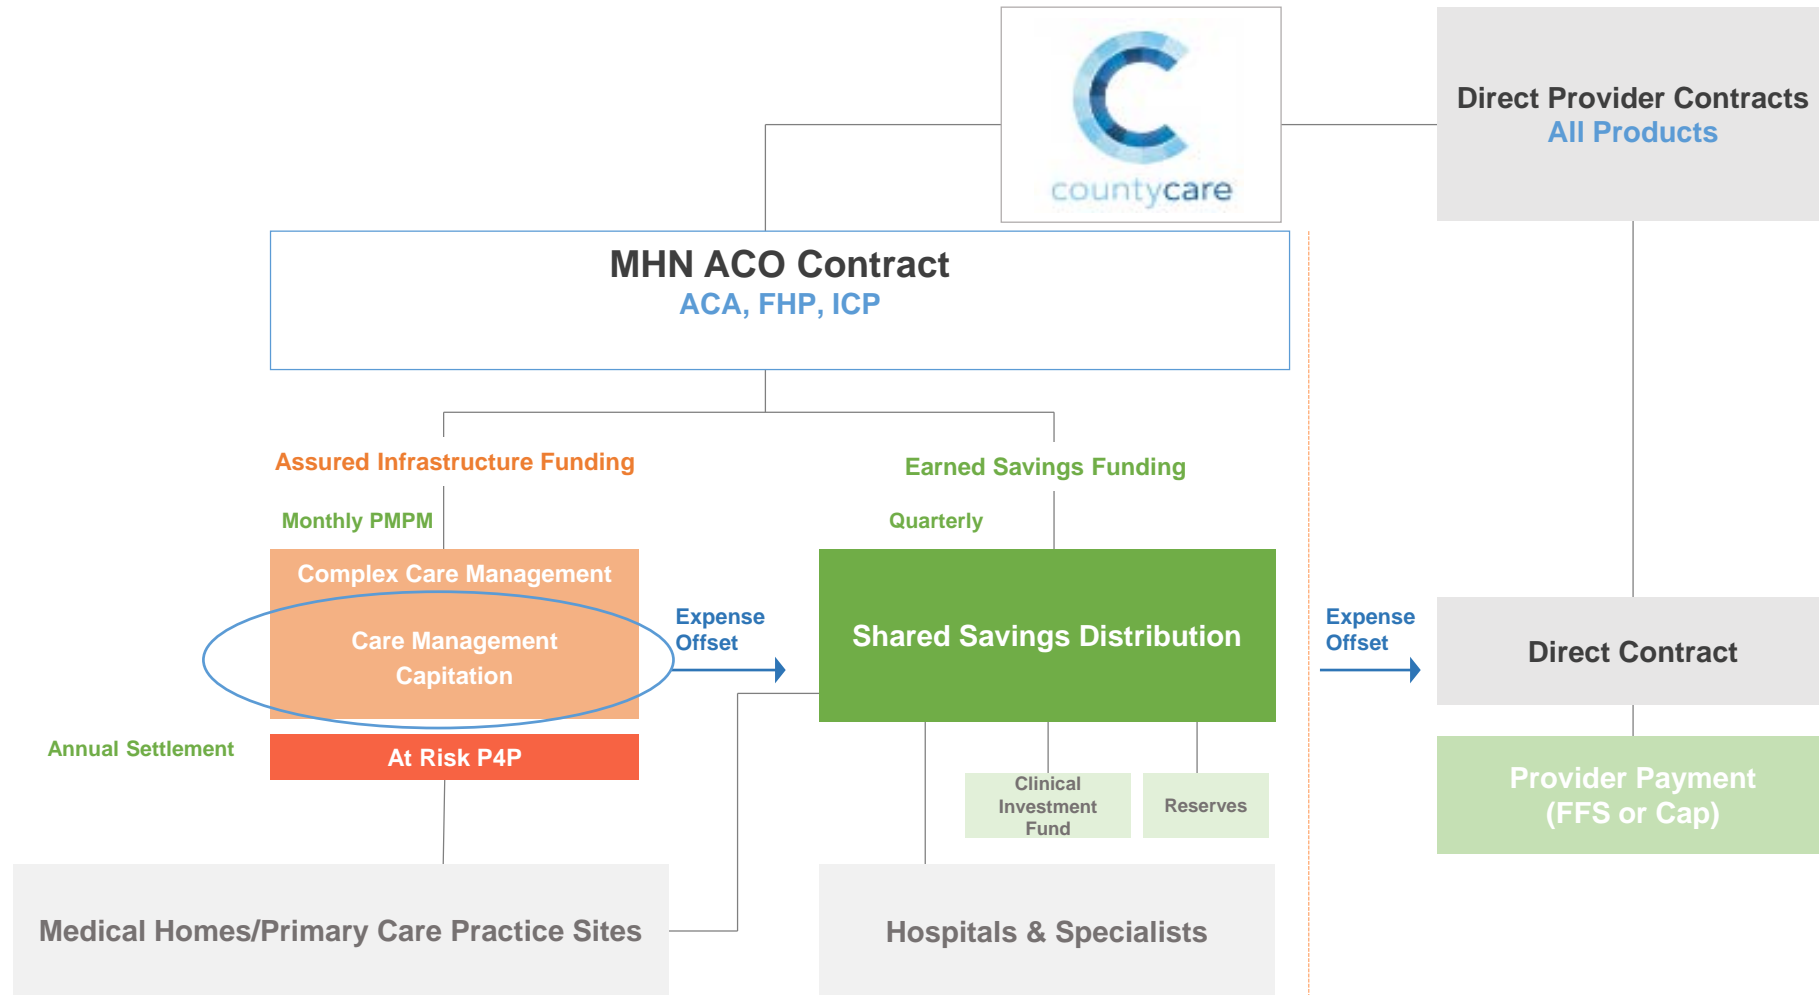 countycare
Direct Provider Contracts
All Products
MHN ACO Contract
ACA, FHP, ICP
Assured Infrastructure Funding
Earned Savings Funding
Monthly PMPM
Quarterly
Complex Care Management
Care Management
Capitation
Expense
Offset
Shared Savings Distribution
Expense
Offset
Direct Contract
Annual Settlement
At Risk P4P
Clinical
Investment
Fund
Reserves
Provider Payment
(FFS or Cap)
Medical Homes/Primary Care Practice Sites
Hospitals & Specialists